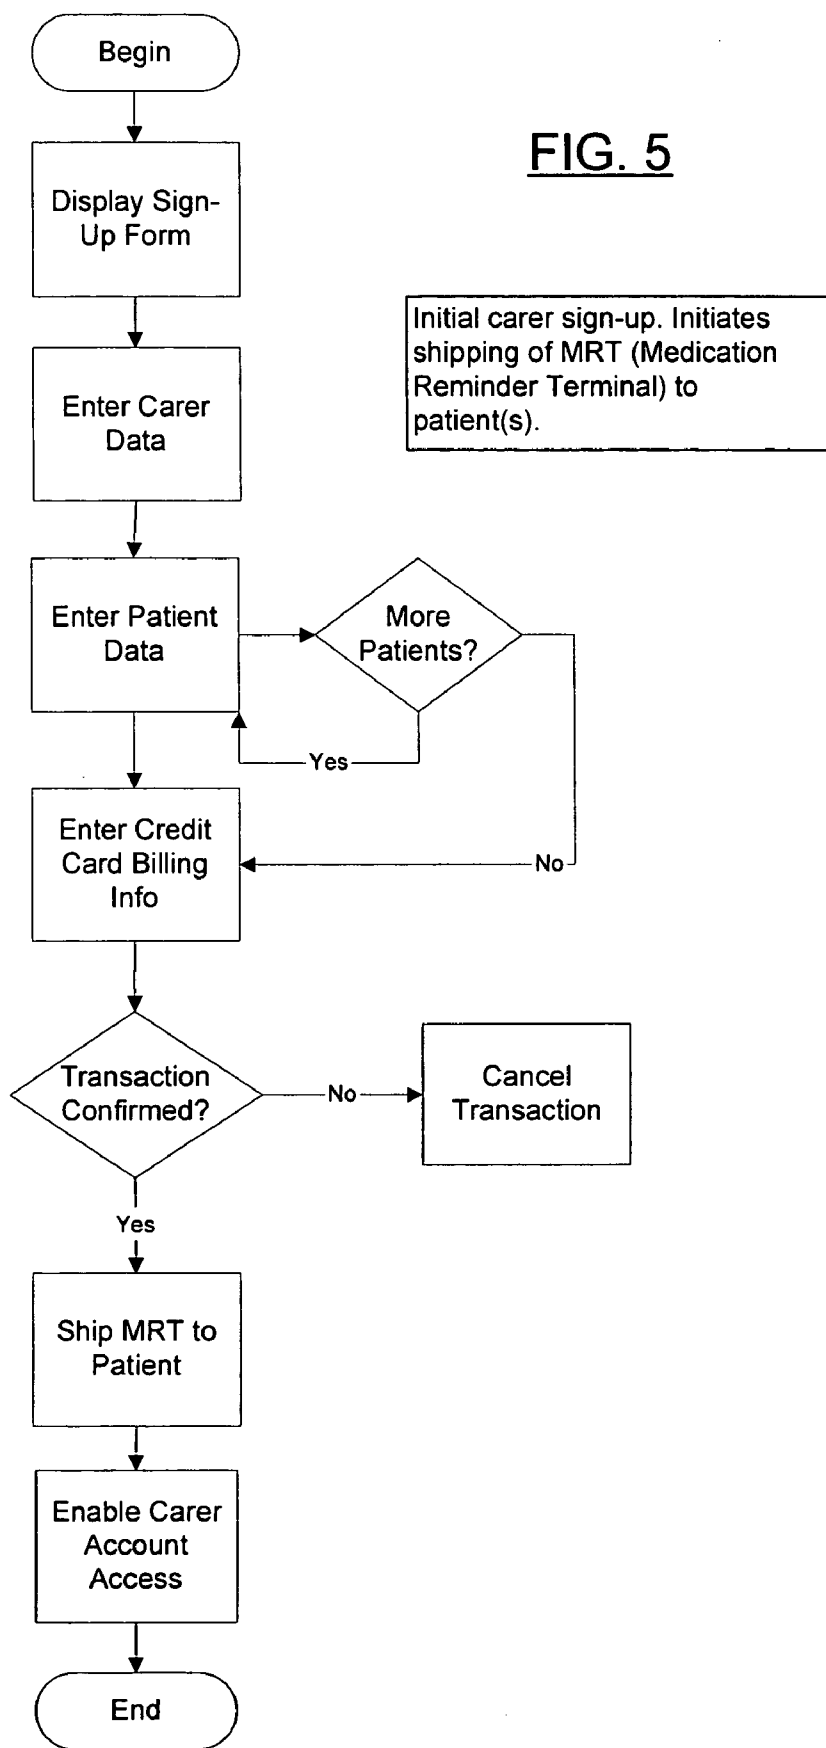 Begin
FIG. 5
Display Sign-
Up Form
Initial carer sign-up. Initiates
shipping of MRT (Medication
Reminder Terminal) to
patient(s).
Enter Carer
Data
Enter Patient
Data
More
Patients?
Yes
Enter Credit
Card Billing
Info
No
Transaction
Confirmed?
No
Cancel
Transaction
Yes
Ship MRT to
Patient
Enable Carer
Account
Access
End